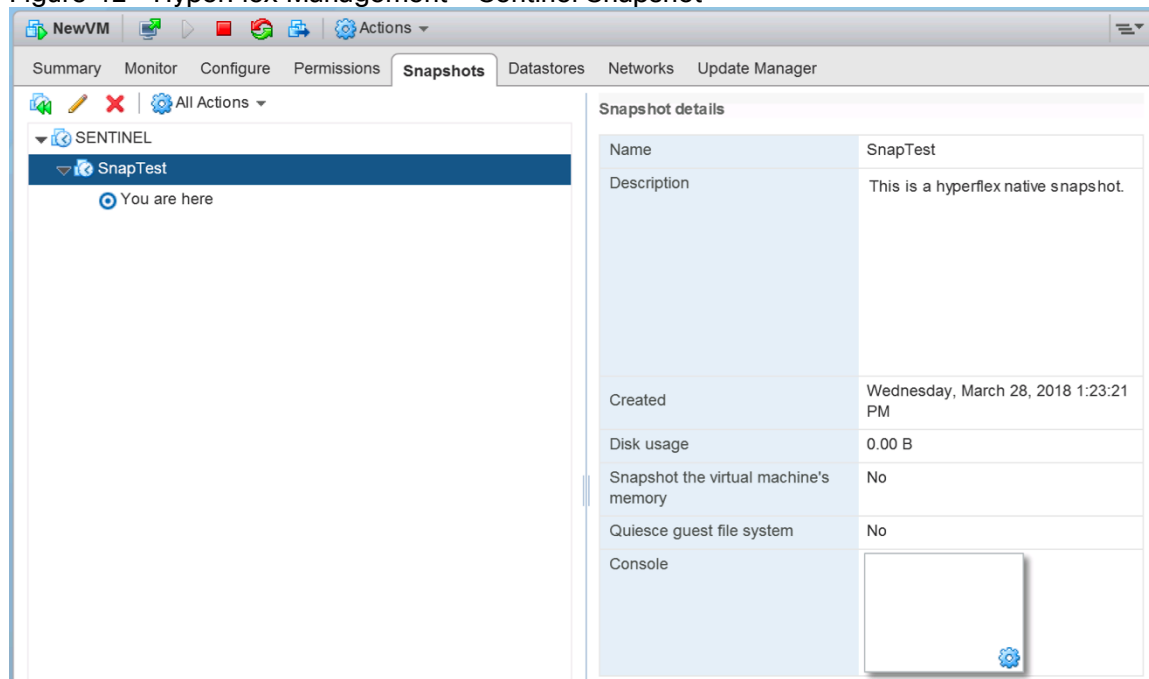 Figure 42 HyperFlex Management – Sentinel Snapshot
NewVM Actions
Summary Monitor Configure Permissions Snapshots Datastores Networks Update Manager
All Actions
SENTINEL
SnapTest
You are here
Snapshot details
Name SnapTest
Description This is a hyperflex native snapshot.
Created Wednesday, March 28, 2018 1:23:21
PM
Disk usage 0.00 B
Snapshot the virtual machine's No
memory
Quiesce guest file system No
Console